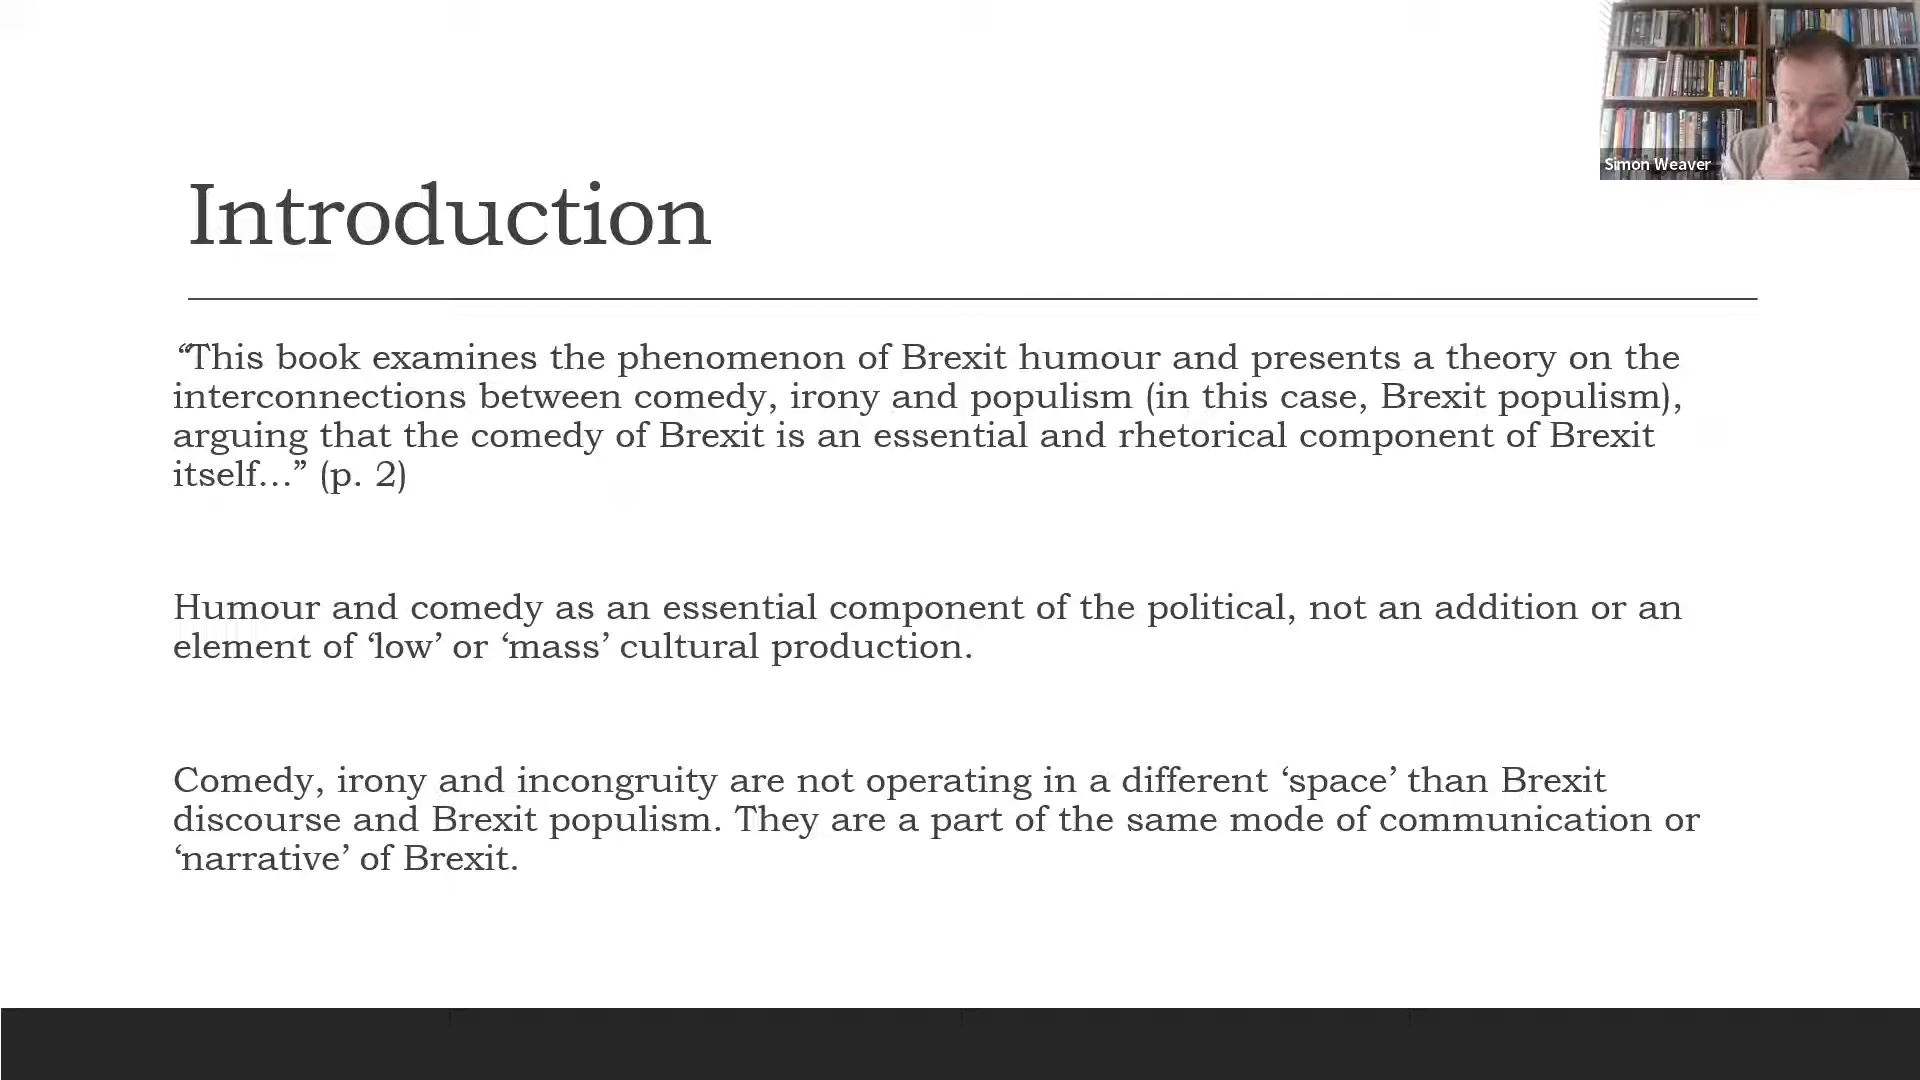 Simon Weaver
Introduction
“This book examines the phenomenon of Brexit humour and presents a theory on the
interconnections between comedy, irony and populism (in this case, Brexit populism),
arguing that the comedy of Brexit is an essential and rhetorical component of Brexit
itself…” (p. 2)
Humour and comedy as an essential component of the political, not an addition or an
element of ‘low’ or ‘mass’ cultural production.
Comedy, irony and incongruity are not operating in a different ‘space’ than Brexit
discourse and Brexit populism. They are a part of the same mode of communication or
‘narrative’ of Brexit.